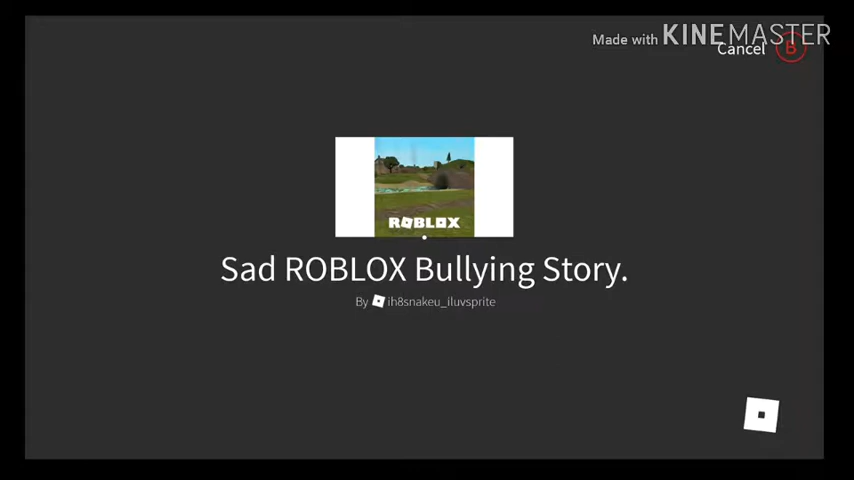 Made with KINEMASTER
Cancel B
ROBLOX
Sad ROBLOX Bullying Story.
By ih8snakeu_iluvsprite